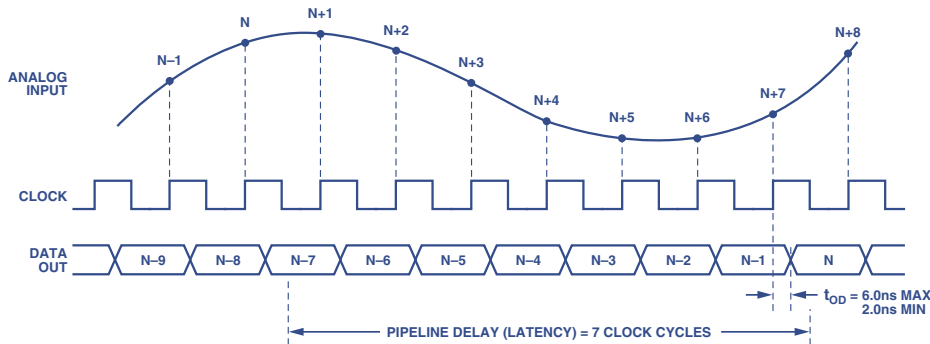 N–1
N
N+1
N+2
N+3
N+4
N+5
N+6
N+7
N+8
ANALOG
INPUT
CLOCK
DATA
OUT
N–9
N–8
N–7
N–6
N–5
N–4
N–3
N–2
N–1
N
tOD = 6.0ns MAX
2.0ns MIN
PIPELINE DELAY (LATENCY) = 7 CLOCK CYCLES